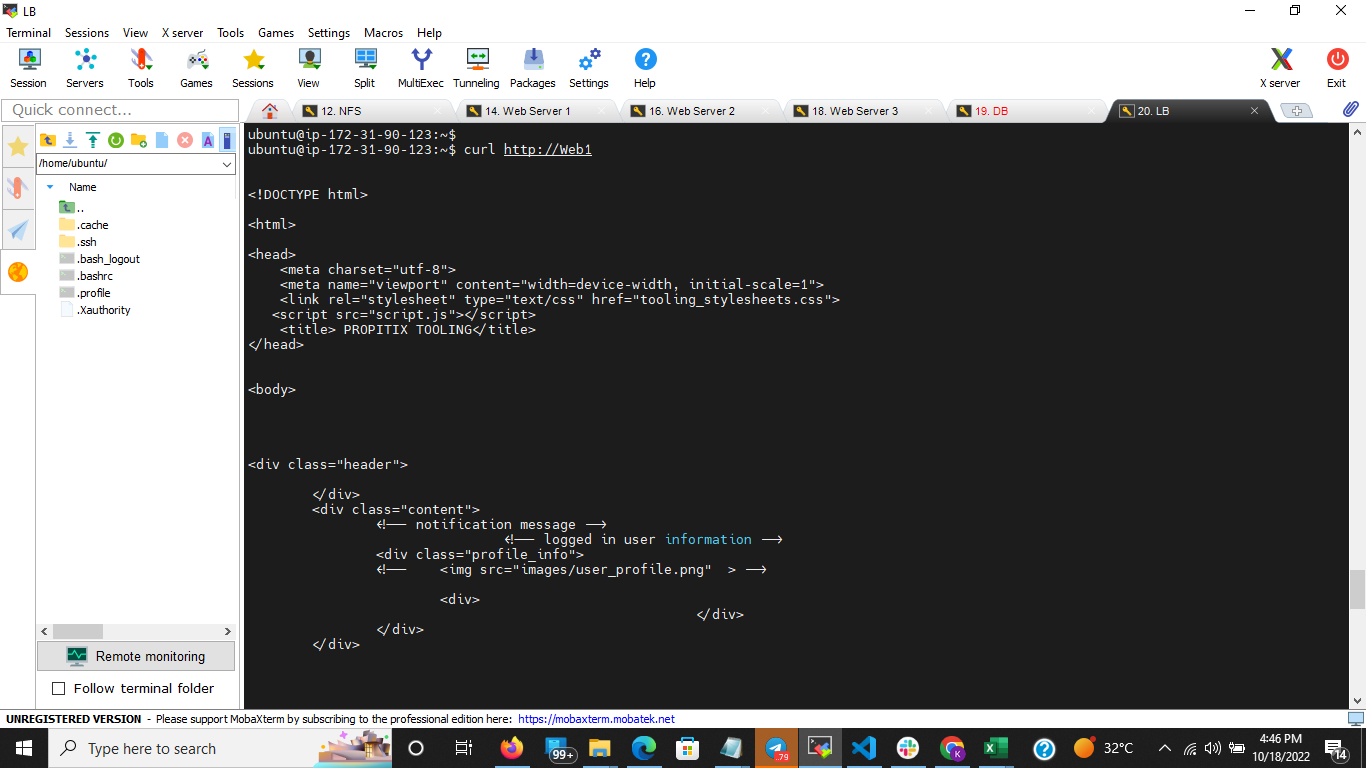 LB
Terminal Sessions View X server Tools Games Settings Macros Help
Session Servers Tools Games Sessions View Split MultiExec Tunneling Packages Settings Help X server Exit
Quick connect...
12. NFS 14. Web Server 1 16. Web Server 2 18. Web Server 3 19. DB 20. LB
/home/ubuntu/
Name
..
.cache
.ssh
.bash_logout
.bashrc
.profile
.Xauthority
Remote monitoring
Follow terminal folder
ubuntu@ip-172-31-90-123:~$
ubuntu@ip-172-31-90-123:~$ curl http://Web1
<!DOCTYPE html>
<html>
<head>
<meta charset="utf-8">
<meta name="viewport" content="width=device-width, initial-scale=1">
<link rel="stylesheet" type="text/css" href="tooling_stylesheets.css">
<script src="script.js"></script>
<title> PROPITIX TOOLING</title>
</head>
<body>
<div class="header">
</div>
<div class="content">
<!-- notification message -->
<!-- logged in user information -->
<div class="profile_info">
<!-- <img src="images/user_profile.png" > -->
<div>
</div>
</div>
</div>
UNREGISTERED VERSION - Please support MobaXterm by subscribing to the professional edition here: https://mobaxterm.mobatek.net
Type here to search
99+
.79
K
32°C
4:46 PM
10/18/2022
14